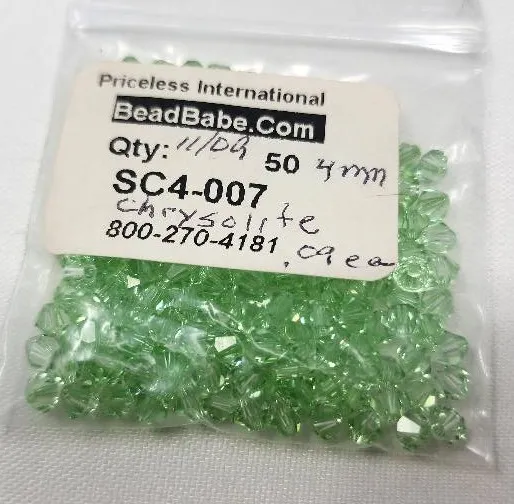 Priceless International
BeadBabe.Com
Qty: 11/09 50 4mm
SC4-007
Chrysolite
800-270-4181 .09 ea